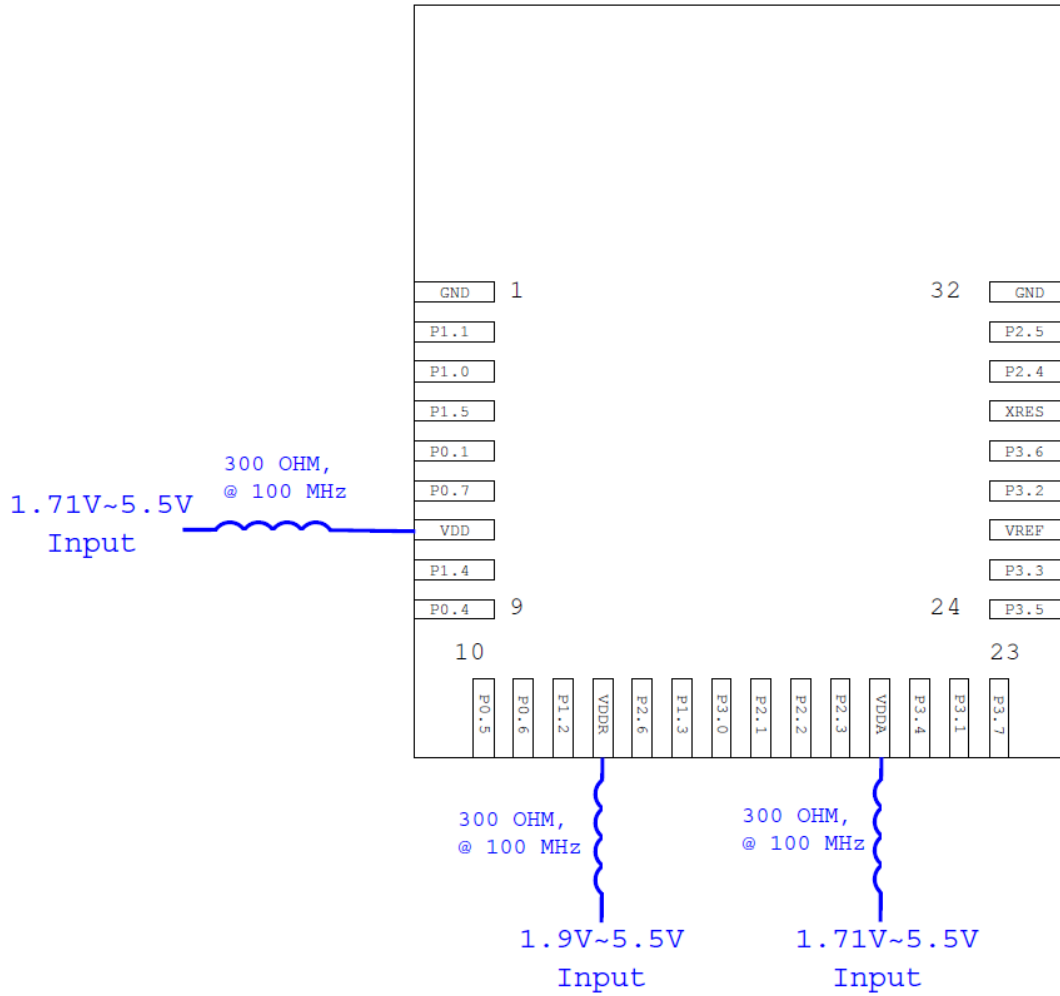 GND 1
P1.1
P1.0
P1.5
P0.1
P0.7
VDD
P1.4
P0.4 9
32 GND
P2.5
P2.4
XRES
P3.6
P3.2
VREF
P3.3
24 P3.5
300 OHM,
@ 100 MHz
1.71V~5.5V
Input
10
23
P0.5
P0.6
P1.2
VDDR
P2.6
P1.3
P3.0
P2.1
P2.2
P2.3
VDDA
P3.4
P3.1
P3.7
300 OHM,
@ 100 MHz
1.9V~5.5V
Input
300 OHM,
@ 100 MHz
1.71V~5.5V
Input